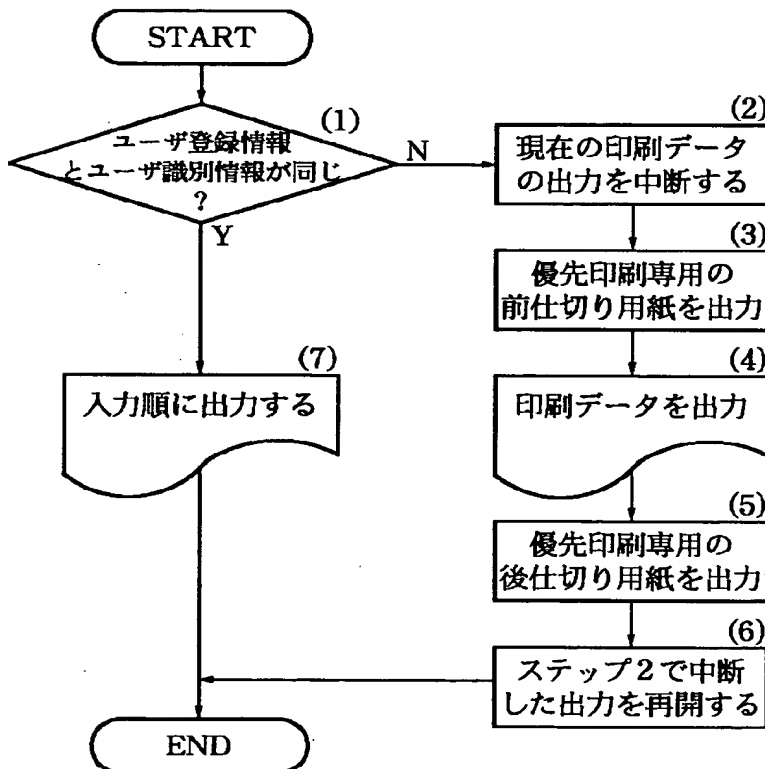 START
(1)
ユーザ登録情報
とユーザ識別情報が同じ
?
N
Y
(2)
現在の印刷データ
の出力を中断する
(3)
優先印刷専用の
前仕切り用紙を出力
(4)
印刷データを出力
(5)
優先印刷専用の
後仕切り用紙を出力
(6)
ステップ2で中断
した出力を再開する
(7)
入力順に出力する
END